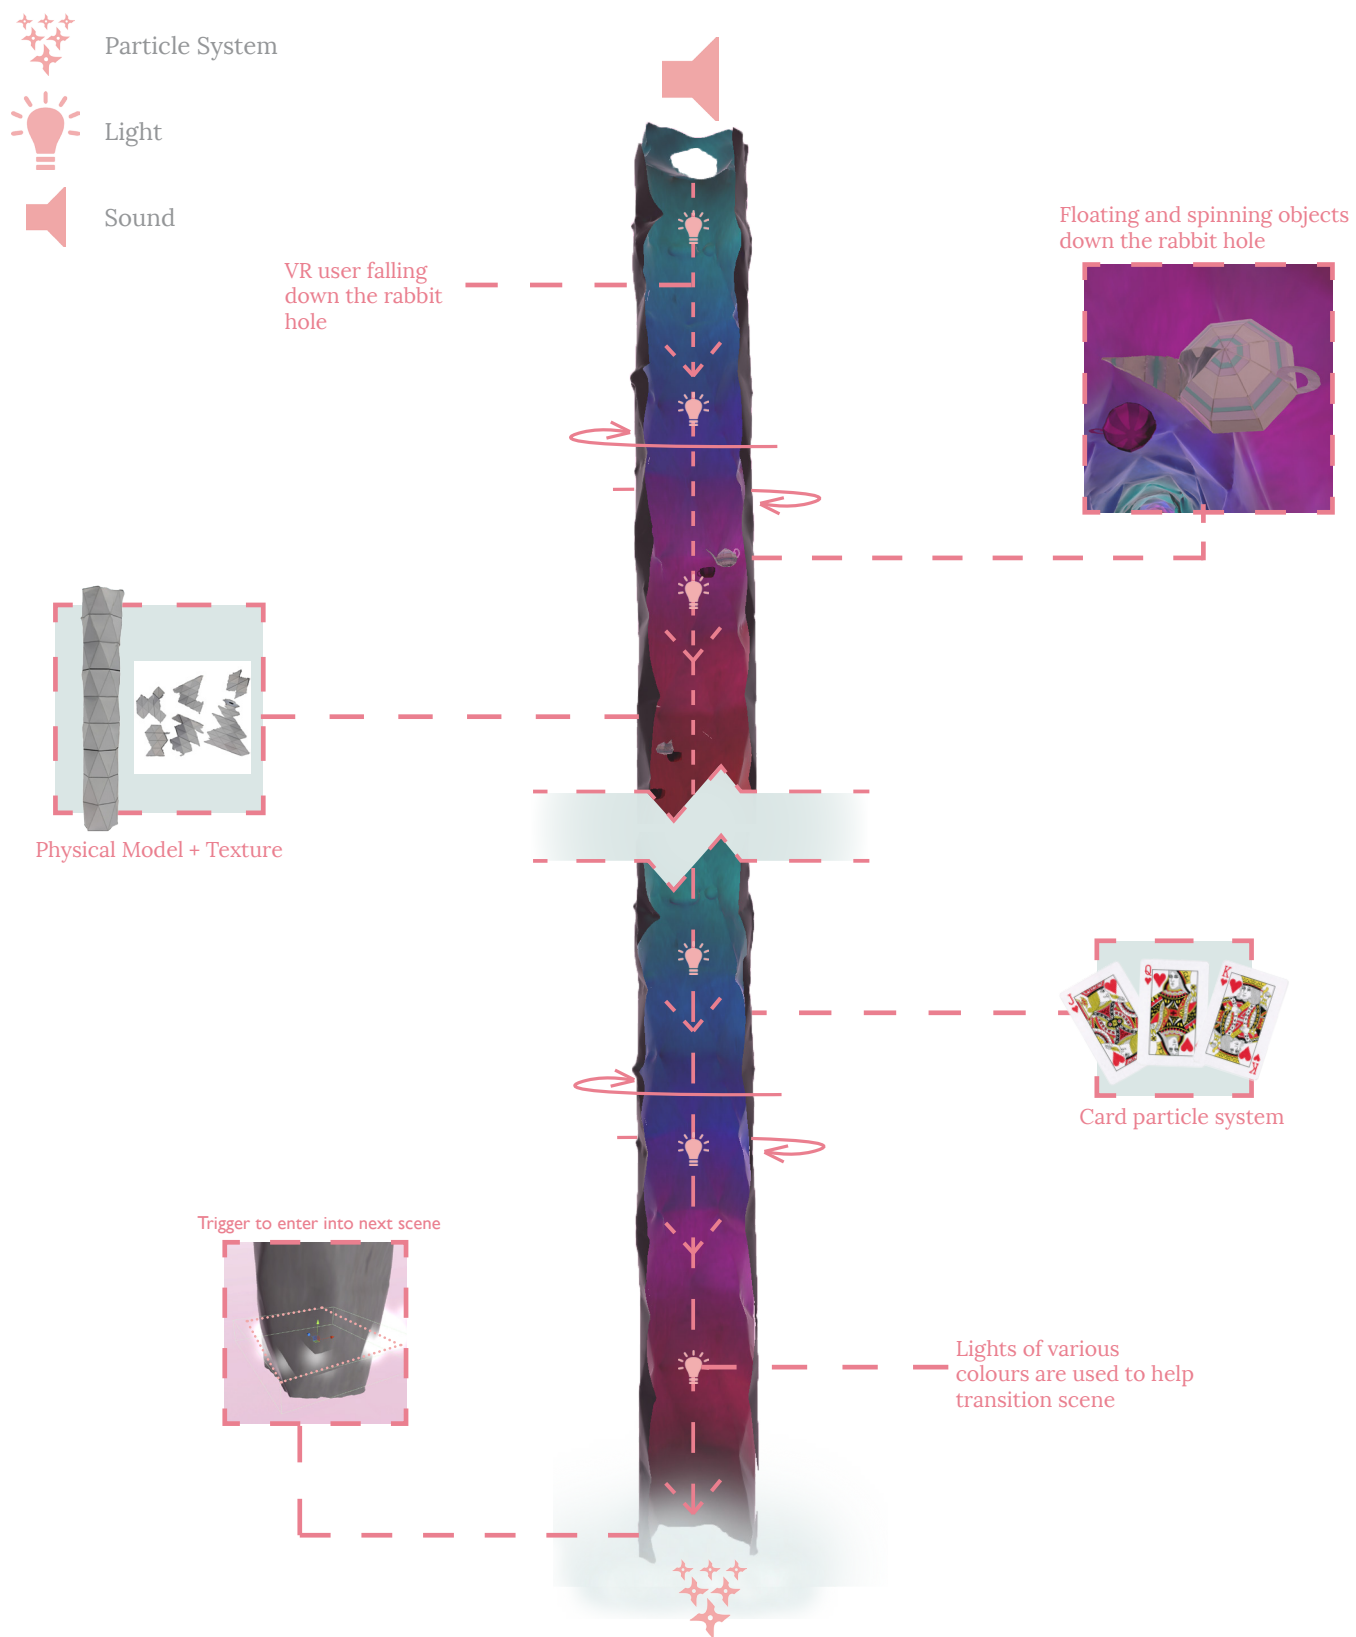 Particle System
Light
Sound
Floating and spinning objects
down the rabbit hole
VR user falling
down the rabbit
hole
Physical Model + Texture
J
Q
K
K
Card particle system
Trigger to enter into next scene
Lights of various
colours are used to help
transition scene